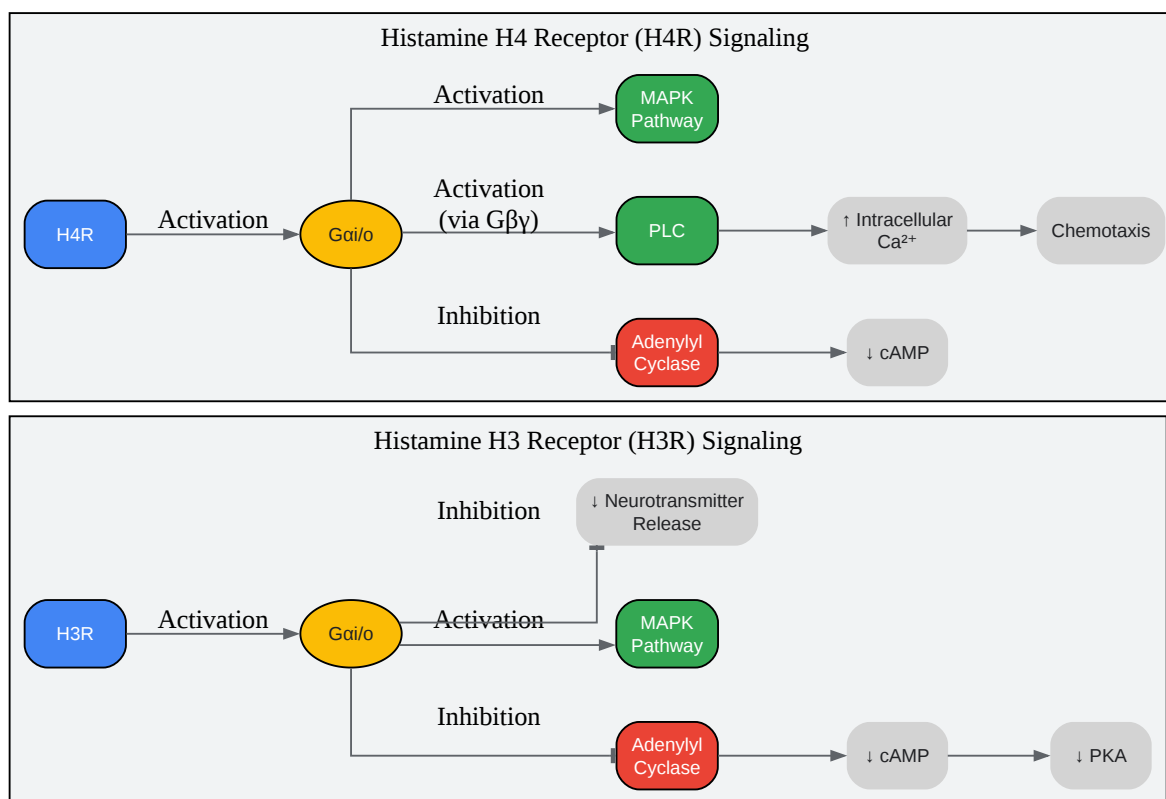 Histamine H4 Receptor (H4R) Signaling
Activation
MAPK
Pathway
H4R
Activation
Gαi/o
Activation
(via Gβγ)
PLC
↑ Intracellular
Ca²⁺
Chemotaxis
Inhibition
Adenylyl
Cyclase
↓ cAMP
Histamine H3 Receptor (H3R) Signaling
Inhibition
↓ Neurotransmitter
Release
H3R
Activation
Gαi/o
Activation
MAPK
Pathway
Inhibition
Adenylyl
Cyclase
↓ cAMP
↓ PKA